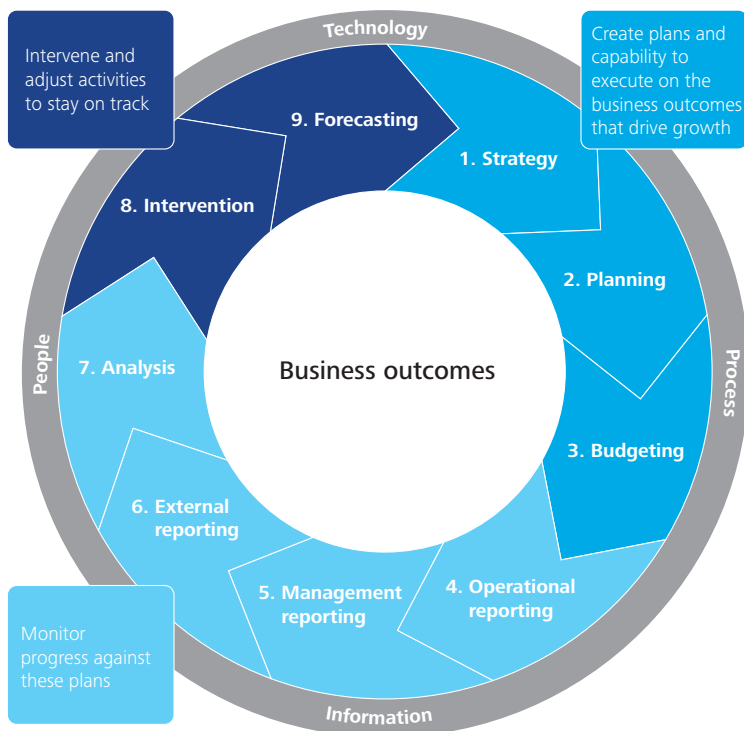 Technology
Intervene and
adjust activities
to stay on track
Create plans and
capability to
execute on the
business outcomes
that drive growth
9. Forecasting
1. Strategy
8. Intervention
2. Planning
People
7. Analysis
Business outcomes
Process
3. Budgeting
6. External
reporting
4. Operational
reporting
5. Management
reporting
Monitor
progress against
these plans
Information